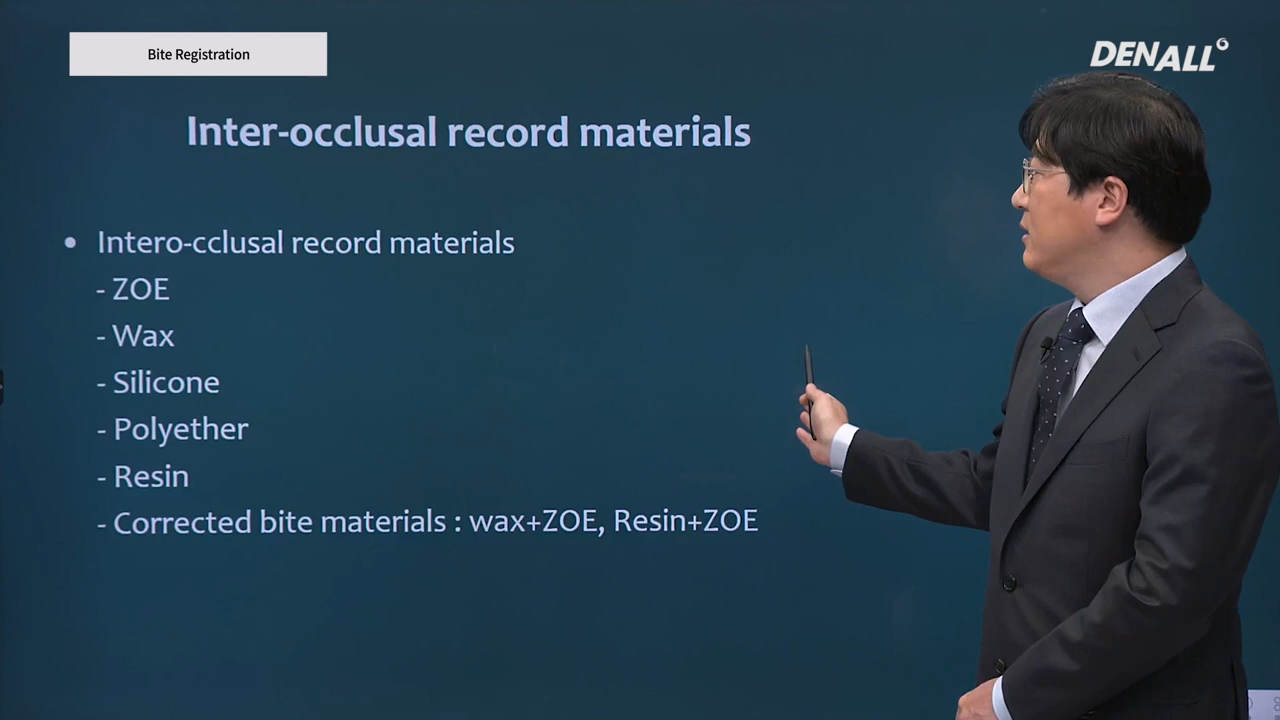 Bite Registration
DENALL
Inter-occlusal record materials
• Intero-cclusal record materials
- ZOE
- Wax
- Silicone
- Polyether
- Resin
- Corrected bite materials : wax+ZOE, Resin+ZOE